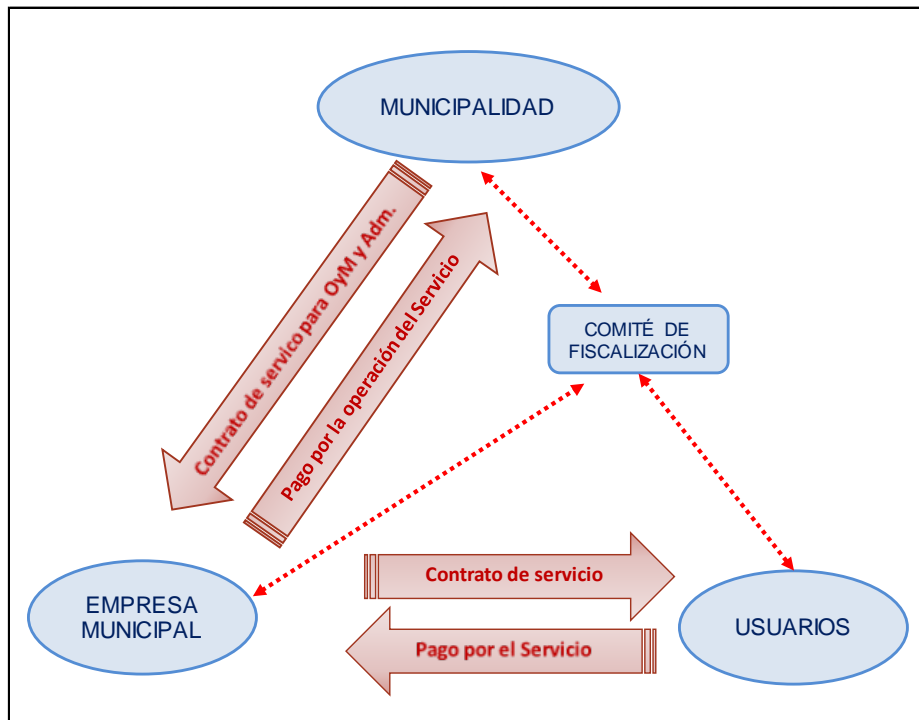 MUNICIPALIDAD
Contrato de servico para OyM y Adm.
Pago por la operación del Servicio
COMITÉ DE
FISCALIZACIÓN
Contrato de servicio
EMPRESA
MUNICIPAL
USUARIOS
Pago por el Servicio